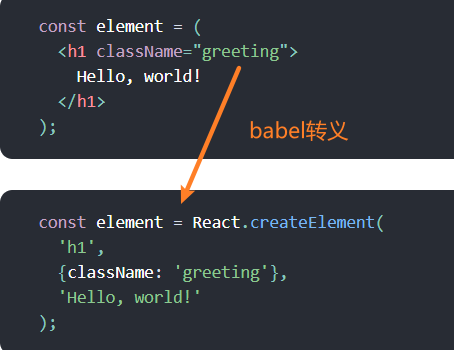 const element = (
  <h1 className="greeting">
    Hello, world!
  </h1>
);
babel转义
const element = React.createElement(
  'h1',
  {className: 'greeting'},
  'Hello, world!'
);